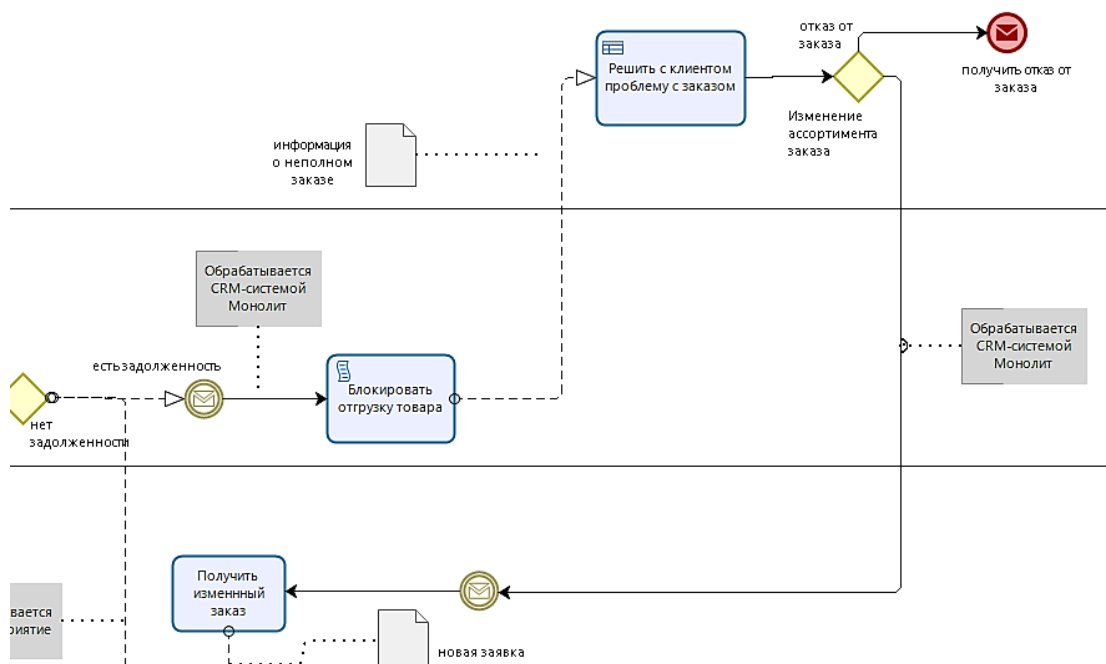 отказ от
заказа
получить отказ от
заказа
Решить с клиентом
проблему с заказом
Изменение
ассортимента
заказа
информация
о неполном
заказе
Обрабатывается
CRM-системой
Монолит
Обрабатывается
CRM-системой
Монолит
есть задолженность
Блокировать
отгрузку товара
нет
задолженности
Получить
изменнный
заказ
вается
риятие
новая заявка